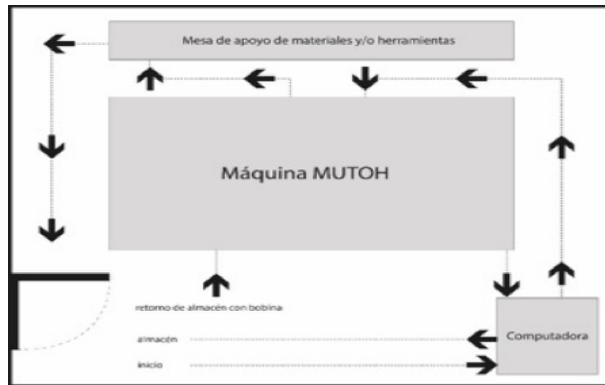 Mesa de apoyo de materiales y/o herramientas
Máquina MUTOH
retorno de almacén con bobina
almacén
inicio
Computadora